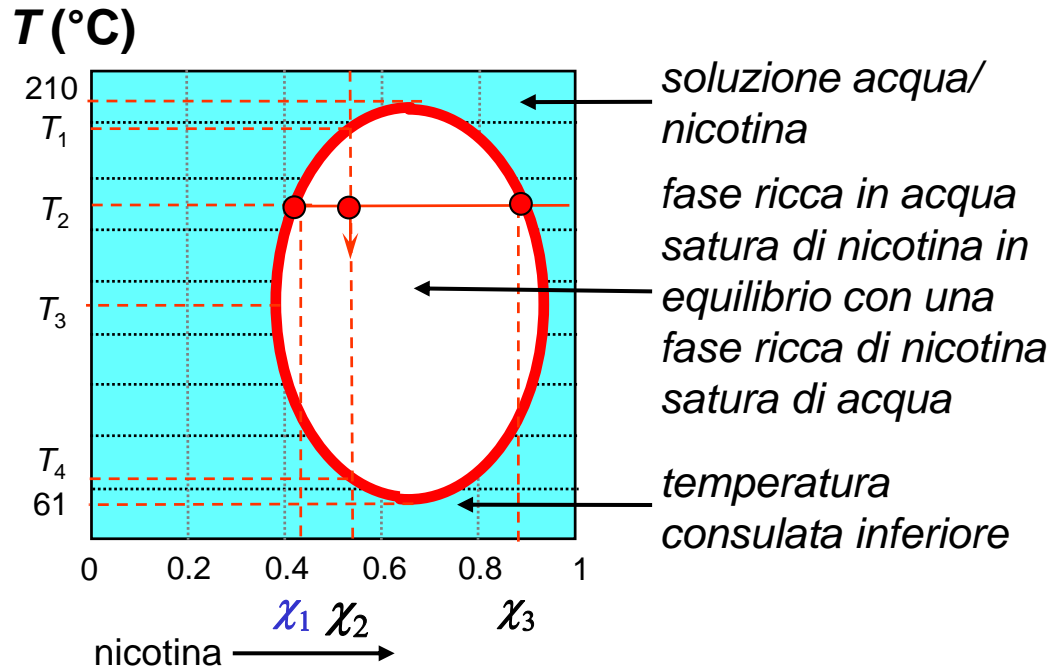 T (°C)
210
T1
T2
T3
T4
61
0 0.2 0.4 0.6 0.8 1
χ1 χ2 χ3
nicotina
soluzione acqua/
nicotina
fase ricca in acqua
satura di nicotina in
equilibrio con una
fase ricca di nicotina
satura di acqua
temperatura
consulata inferiore